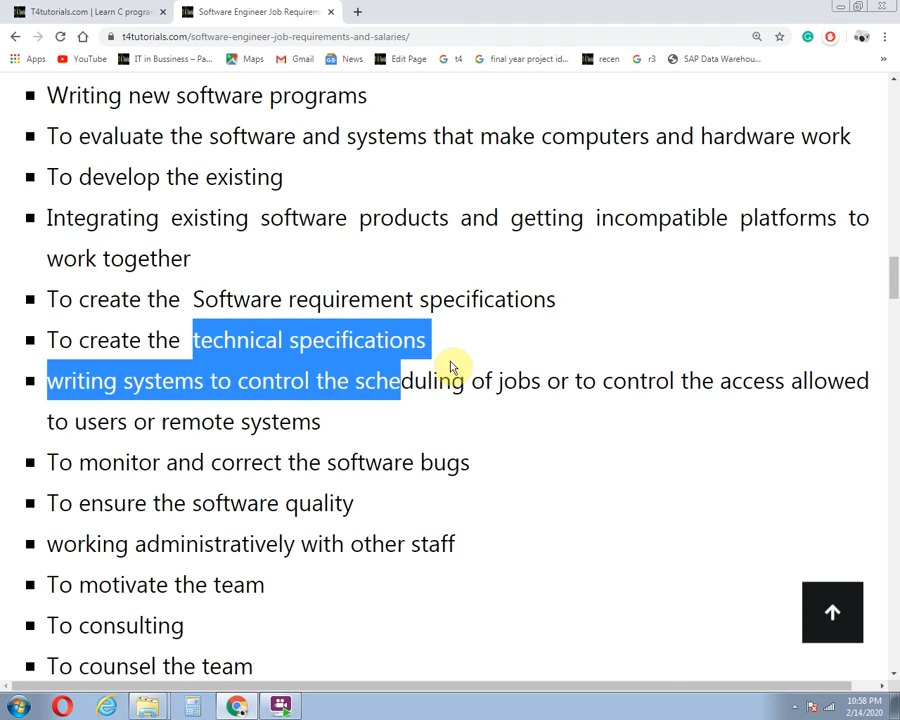 T4tutorials.com | Learn C progra
Software Engineer Job Requirem
t4tutorials.com/software-engineer-job-requirements-and-salaries/
Apps
YouTube
IT in Bussiness – Pa...
Maps
Gmail
News
Edit Page
t4
final year project id...
recen
r3
SAP Data Warehou...
»
Writing new software programs
To evaluate the software and systems that make computers and hardware work
To develop the existing
Integrating existing software products and getting incompatible platforms to
work together
To create the Software requirement specifications
To create the technical specifications
writing systems to control the scheduling of jobs or to control the access allowed
to users or remote systems
To monitor and correct the software bugs
To ensure the software quality
working administratively with other staff
To motivate the team
To consulting
To counsel the team
10:58 PM
2/14/2020